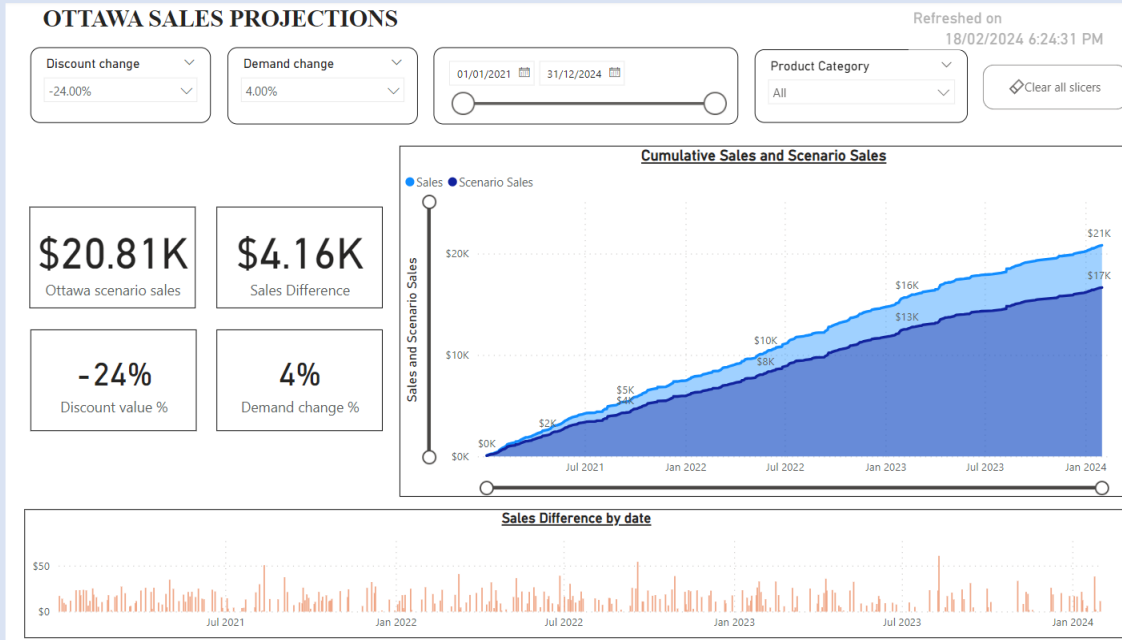 OTTAWA SALES PROJECTIONS
Refreshed on
18/02/2024 6:24:31 PM
Discount change
-24.00%
Demand change
4.00%
01/01/2021
31/12/2024
Product Category
All
Clear all slicers
$20.81K
Ottawa scenario sales
$4.16K
Sales Difference
-24%
Discount value %
4%
Demand change %
Cumulative Sales and Scenario Sales
Sales
Scenario Sales
Sales and Scenario Sales
$20K
$10K
$0K
$0K
$2K
$5K
$4K
$10K
$8K
$16K
$13K
$21K
$17K
Jul 2021
Jan 2022
Jul 2022
Jan 2023
Jul 2023
Jan 2024
Sales Difference by date
$50
$0
Jul 2021
Jan 2022
Jul 2022
Jan 2023
Jul 2023
Jan 2024